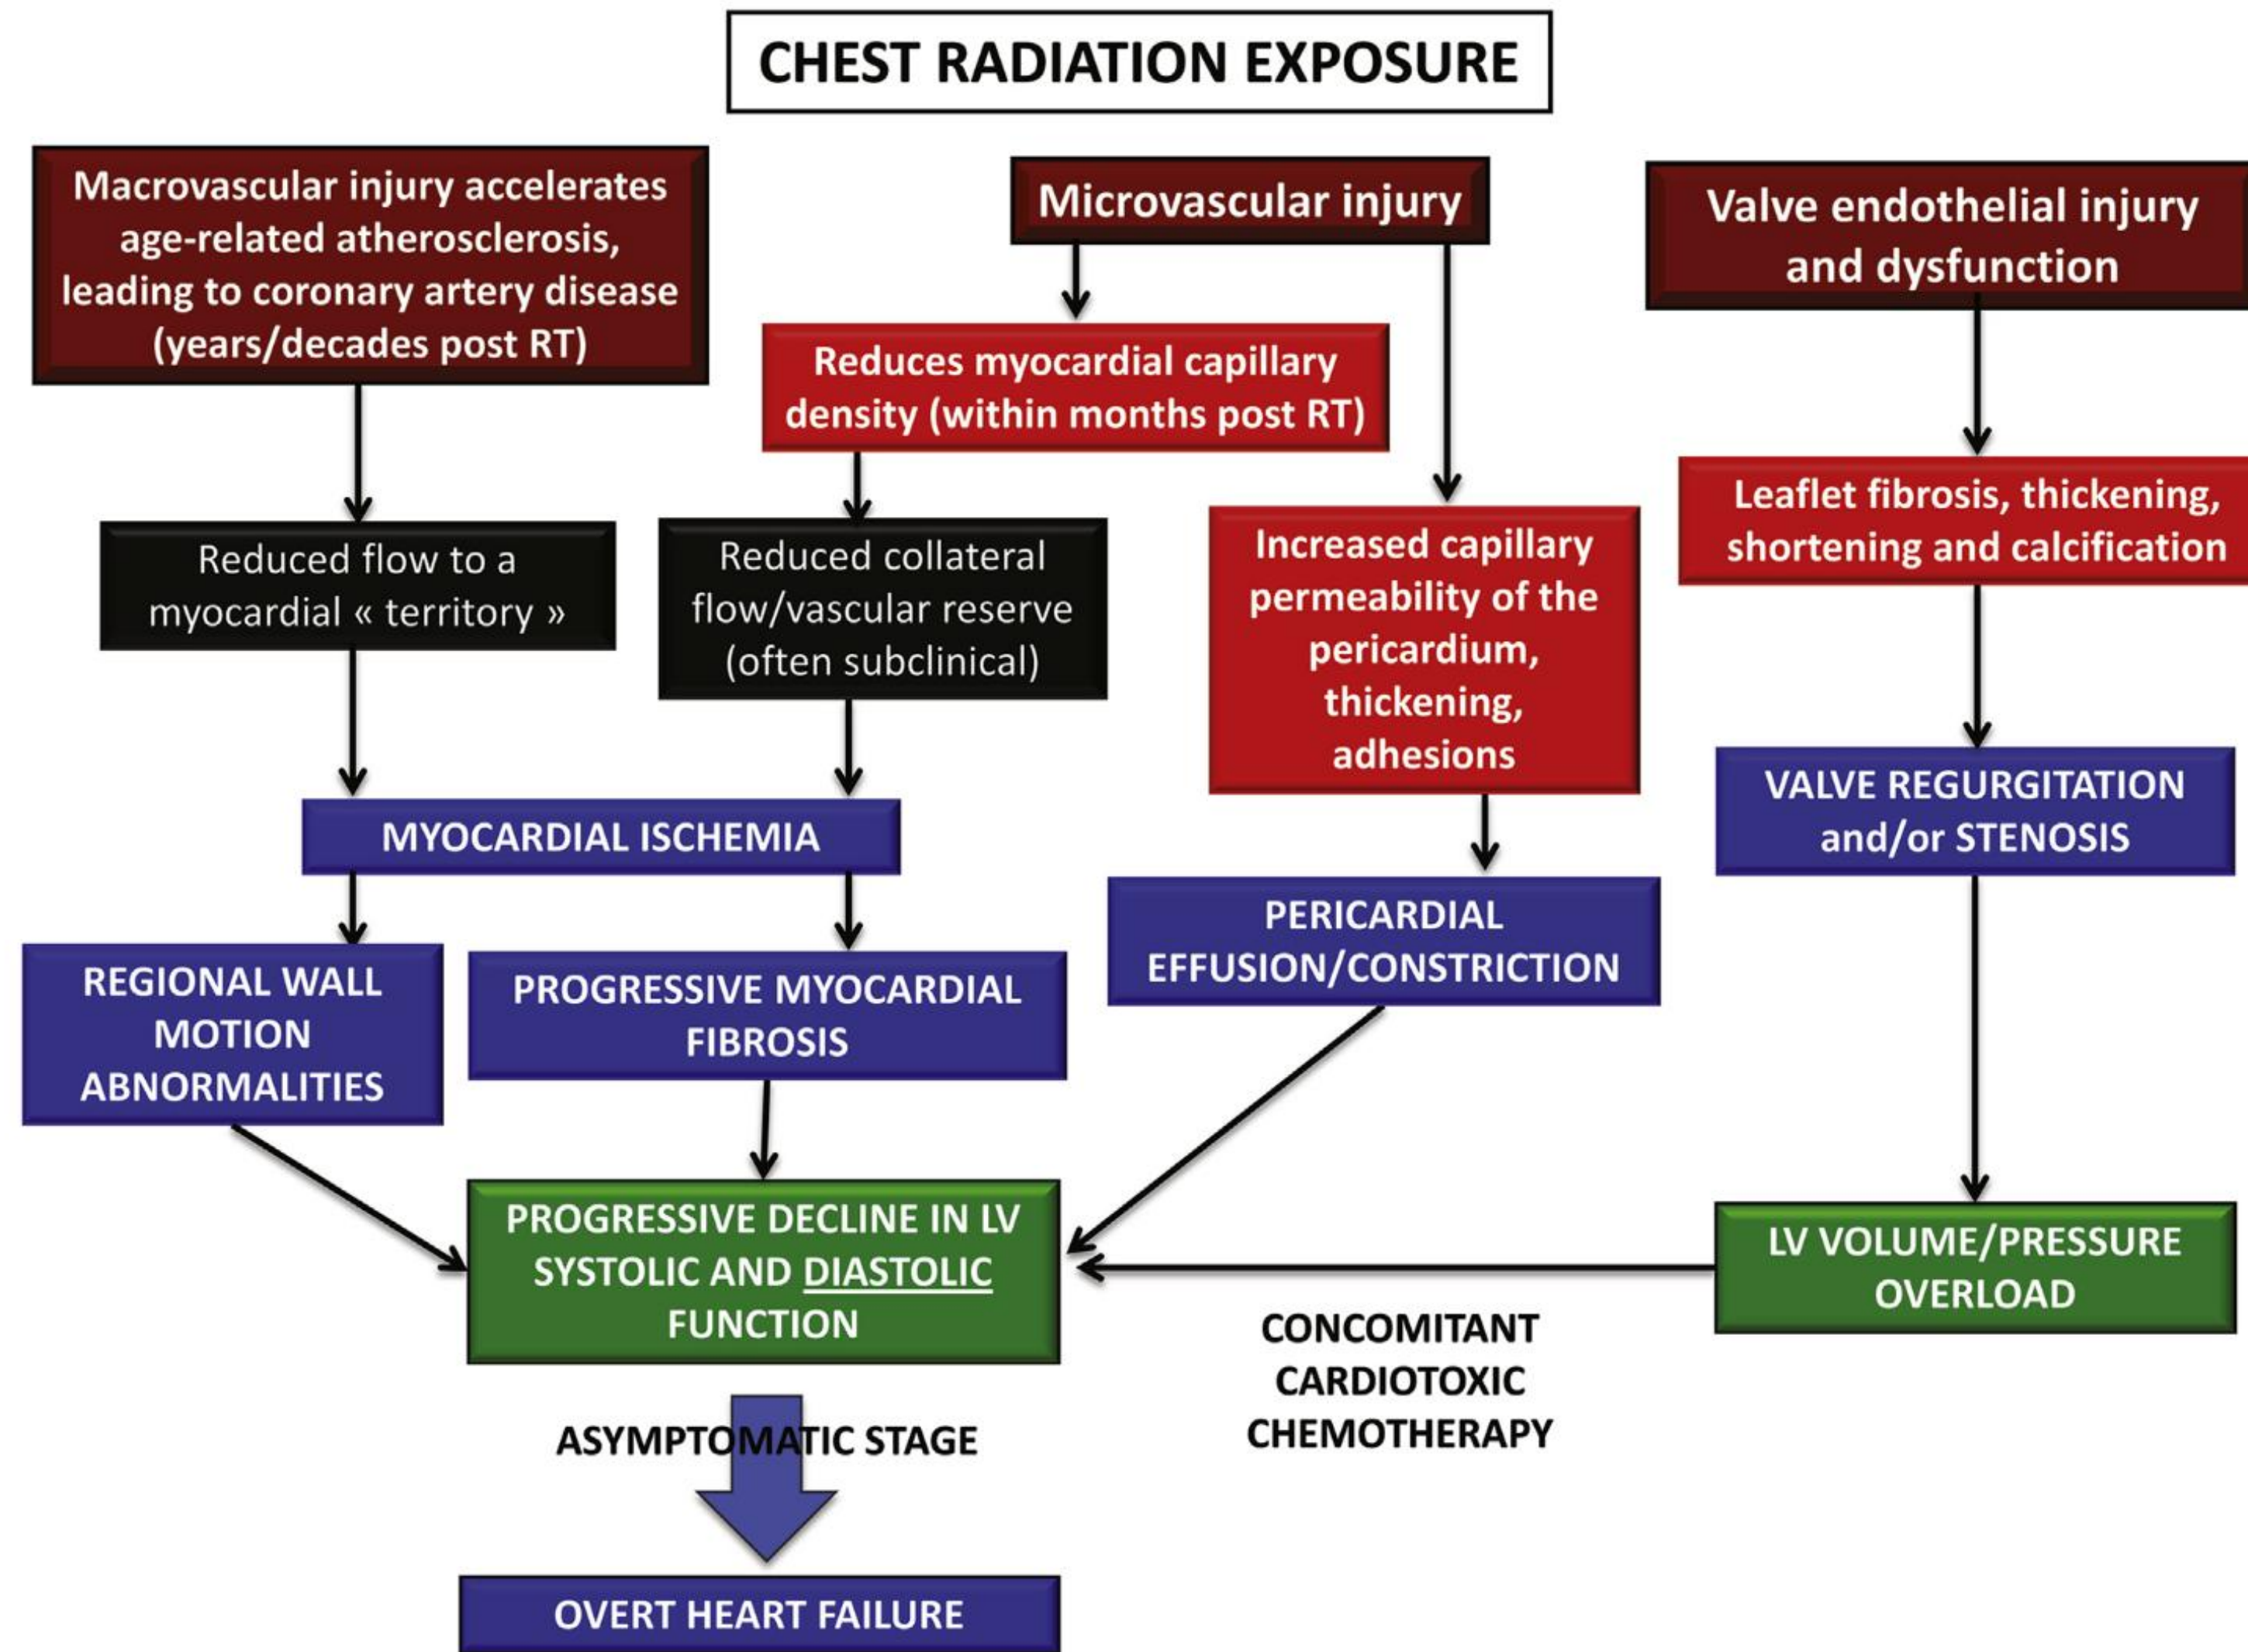 CHEST RADIATION EXPOSURE
Macrovascular injury accelerates
age-related atherosclerosis,
leading to coronary artery disease
(years/decades post RT)
Microvascular injury
Valve endothelial injury
and dysfunction
Reduces myocardial capillary
density (within months post RT)
Reduced flow to a
myocardial « territory »
Reduced collateral
flow/vascular reserve
(often subclinical)
Increased capillary
permeability of the
pericardium,
thickening,
adhesions
Leaflet fibrosis, thickening,
shortening and calcification
MYOCARDIAL ISCHEMIA
VALVE REGURGITATION
and/or STENOSIS
REGIONAL WALL
MOTION
ABNORMALITIES
PROGRESSIVE MYOCARDIAL
FIBROSIS
PERICARDIAL
EFFUSION/CONSTRICTION
PROGRESSIVE DECLINE IN LV
SYSTOLIC AND DIASTOLIC
FUNCTION
LV VOLUME/PRESSURE
OVERLOAD
CONCOMITANT
CARDIOTOXIC
CHEMOTHERAPY
ASYMPTOMATIC STAGE
OVERT HEART FAILURE